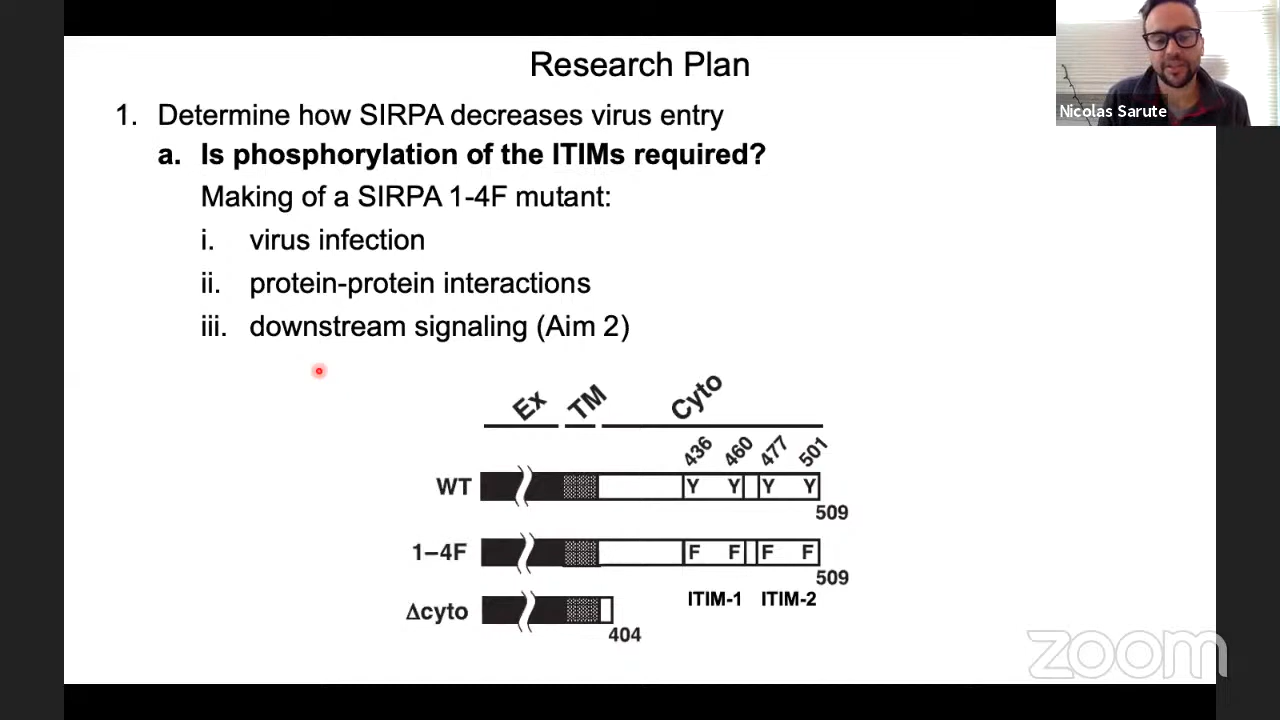 Research Plan
Nicolas Sarute
1. Determine how SIRPA decreases virus entry
a. Is phosphorylation of the ITIMs required?
Making of a SIRPA 1-4F mutant:
i. virus infection
ii. protein-protein interactions
iii. downstream signaling (Aim 2)
Ex TM Cyto
436 460 477 501
WT Y Y Y Y
509
1–4F F F F F
509
ITIM-1 ITIM-2
Δcyto
404
zoom